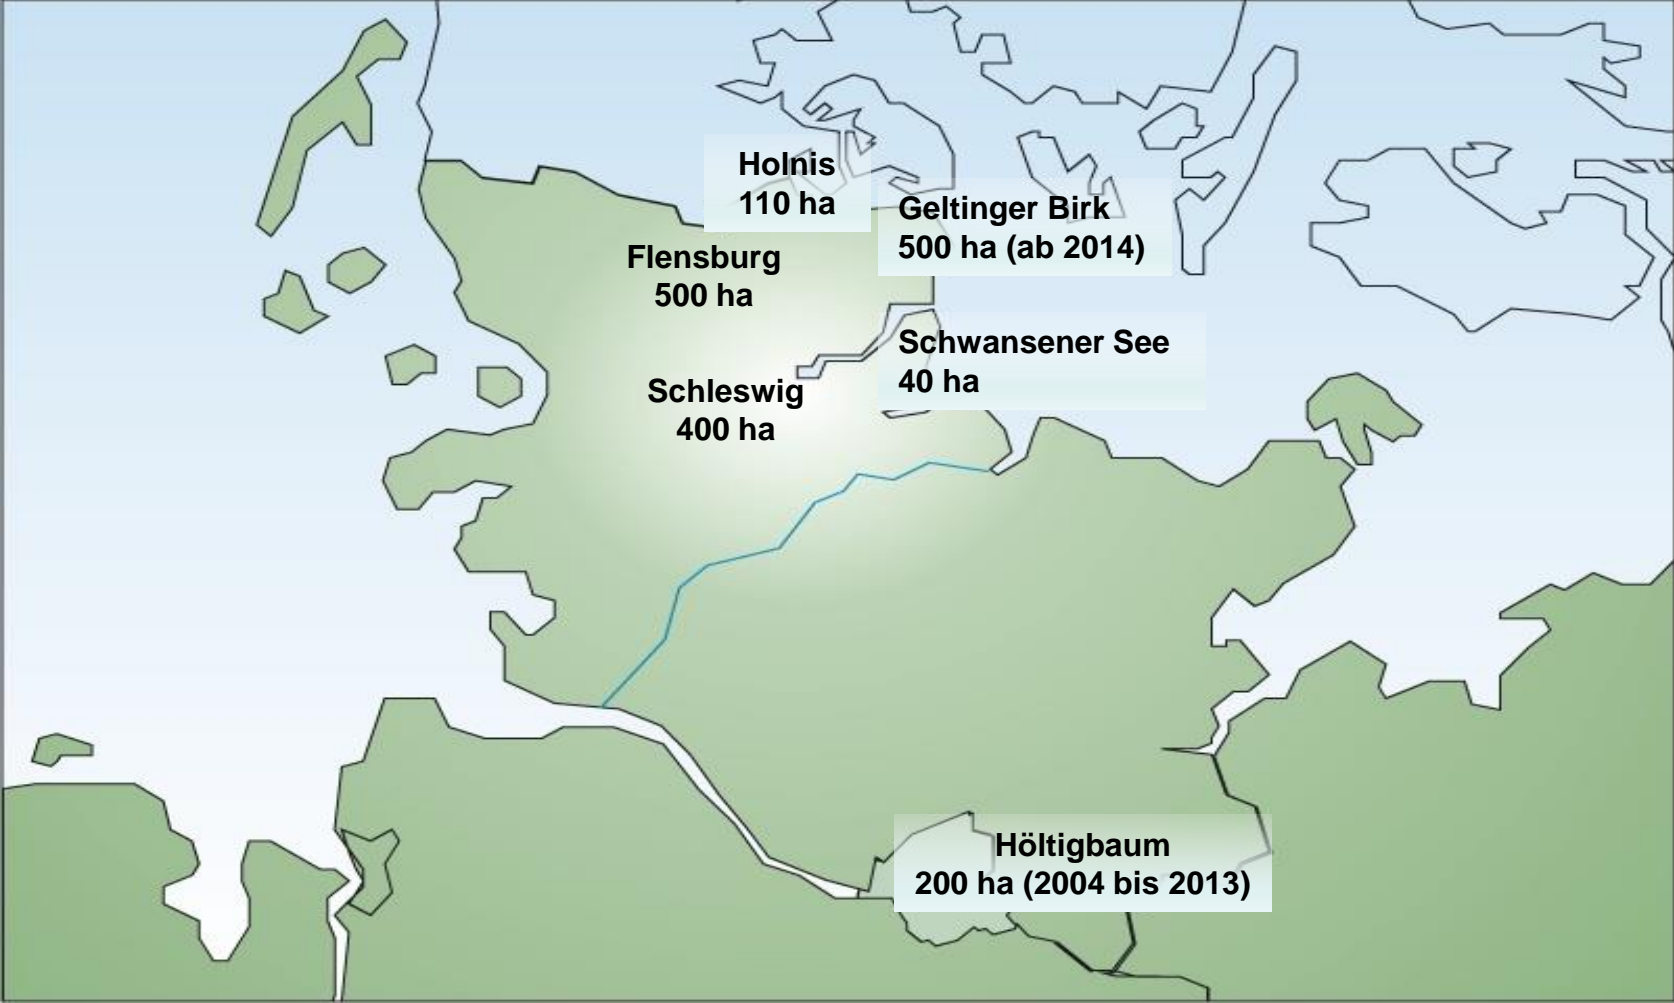 Holnis
110 ha
Geltinger Birk
500 ha (ab 2014)
Flensburg
500 ha
Schwansener See
40 ha
Schleswig
400 ha
Höltigbaum
200 ha (2004 bis 2013)